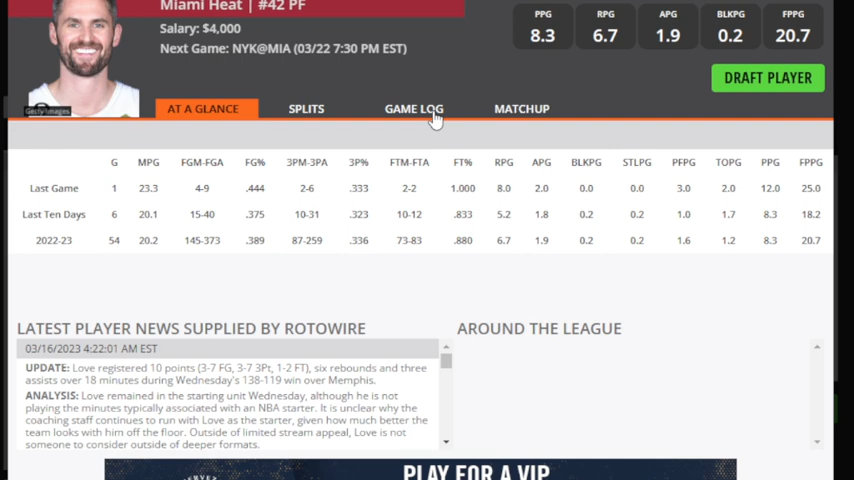 Miami Heat | #42 PF
Salary: $4,000
Next Game: NYK@MIA (03/22 7:30 PM EST)
PPG RPG APG BLKPG FPPG
8.3 6.7 1.9 0.2 20.7
DRAFT PLAYER
Getty Images
AT A GLANCE SPLITS GAME LOG MATCHUP
G MPG FGM-FGA FG% 3PM-3PA 3P% FTM-FTA FT% RPG APG BLKPG STLPG PFPG TOPG PPG FPPG
Last Game 1 23.3 4-9 .444 2-6 .333 2-2 1.000 8.0 2.0 0.0 0.0 3.0 2.0 12.0 25.0
Last Ten Days 6 20.1 15-40 .375 10-31 .323 10-12 .833 5.2 1.8 0.2 0.2 1.0 1.7 8.3 18.2
2022-23 54 20.2 145-373 .389 87-259 .336 73-83 .880 6.7 1.9 0.2 0.2 1.6 1.2 8.3 20.7
LATEST PLAYER NEWS SUPPLIED BY ROTOWIRE
AROUND THE LEAGUE
03/16/2023 4:22:01 AM EST
UPDATE: Love registered 10 points (3-7 FG, 3-7 3Pt, 1-2 FT), six rebounds and three
assists over 18 minutes during Wednesday's 138-119 win over Memphis.
ANALYSIS: Love remained in the starting unit Wednesday, although he is not
playing the minutes typically associated with an NBA starter. It is unclear why the
coaching staff continues to run with Love as the starter, given how much better the
team looks with him off the floor. Outside of limited stream appeal, Love is not
someone to consider outside of deeper formats.
PLAY FOR A VIP